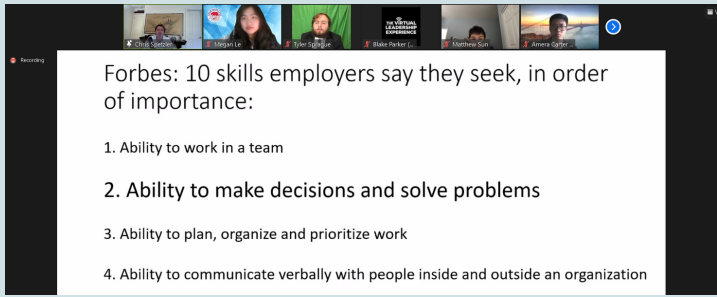 THE VIRTUAL
LEADERSHIP
EXPERIENCE
Chris Spetzler
Megan Le
Tyler Sprague
Blake Parker (...
Matthew Sun
Amera Carter ...
Recording
Forbes: 10 skills employers say they seek, in order
of importance:
1. Ability to work in a team
2. Ability to make decisions and solve problems
3. Ability to plan, organize and prioritize work
4. Ability to communicate verbally with people inside and outside an organization